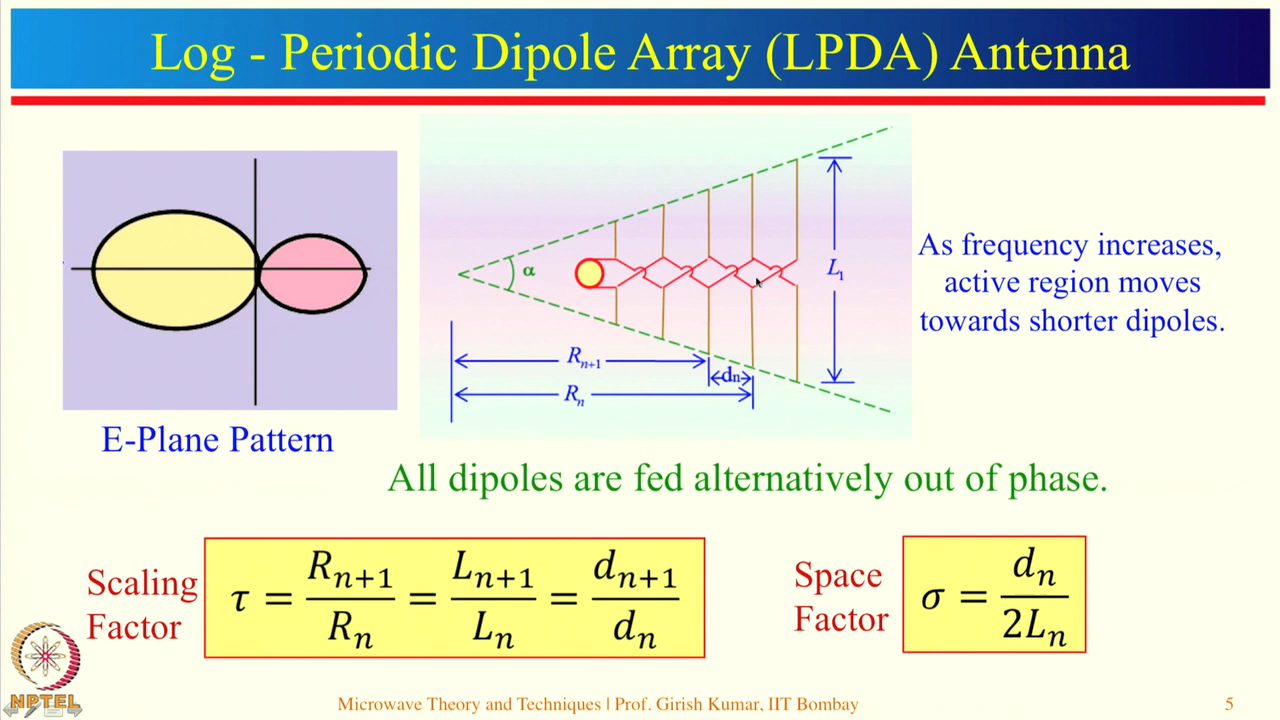 Log - Periodic Dipole Array (LPDA) Antenna
α
L₁
Rₙ₊₁
dₙ
Rₙ
As frequency increases,
active region moves
towards shorter dipoles.
E-Plane Pattern
All dipoles are fed alternatively out of phase.
Scaling
Factor
τ = Rₙ₊₁/Rₙ = Lₙ₊₁/Lₙ = dₙ₊₁/dₙ
Space
Factor
σ = dₙ/2Lₙ
NPTEL
Microwave Theory and Techniques | Prof. Girish Kumar, IIT Bombay
5